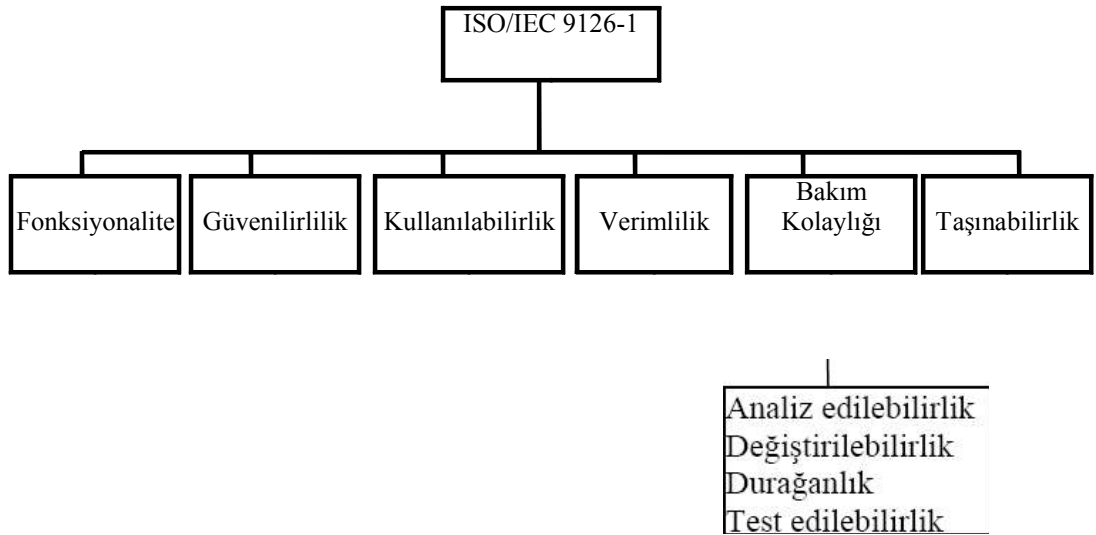 ISO/IEC 9126-1
Fonksiyonalite
Güvenilirlilik
Kullanılabilirlik
Verimlilik
Bakım
Kolaylığı
Taşınabilirlik
Analiz edilebilirlik
Değiştirilebilirlik
Durağanlık
Test edilebilirlik